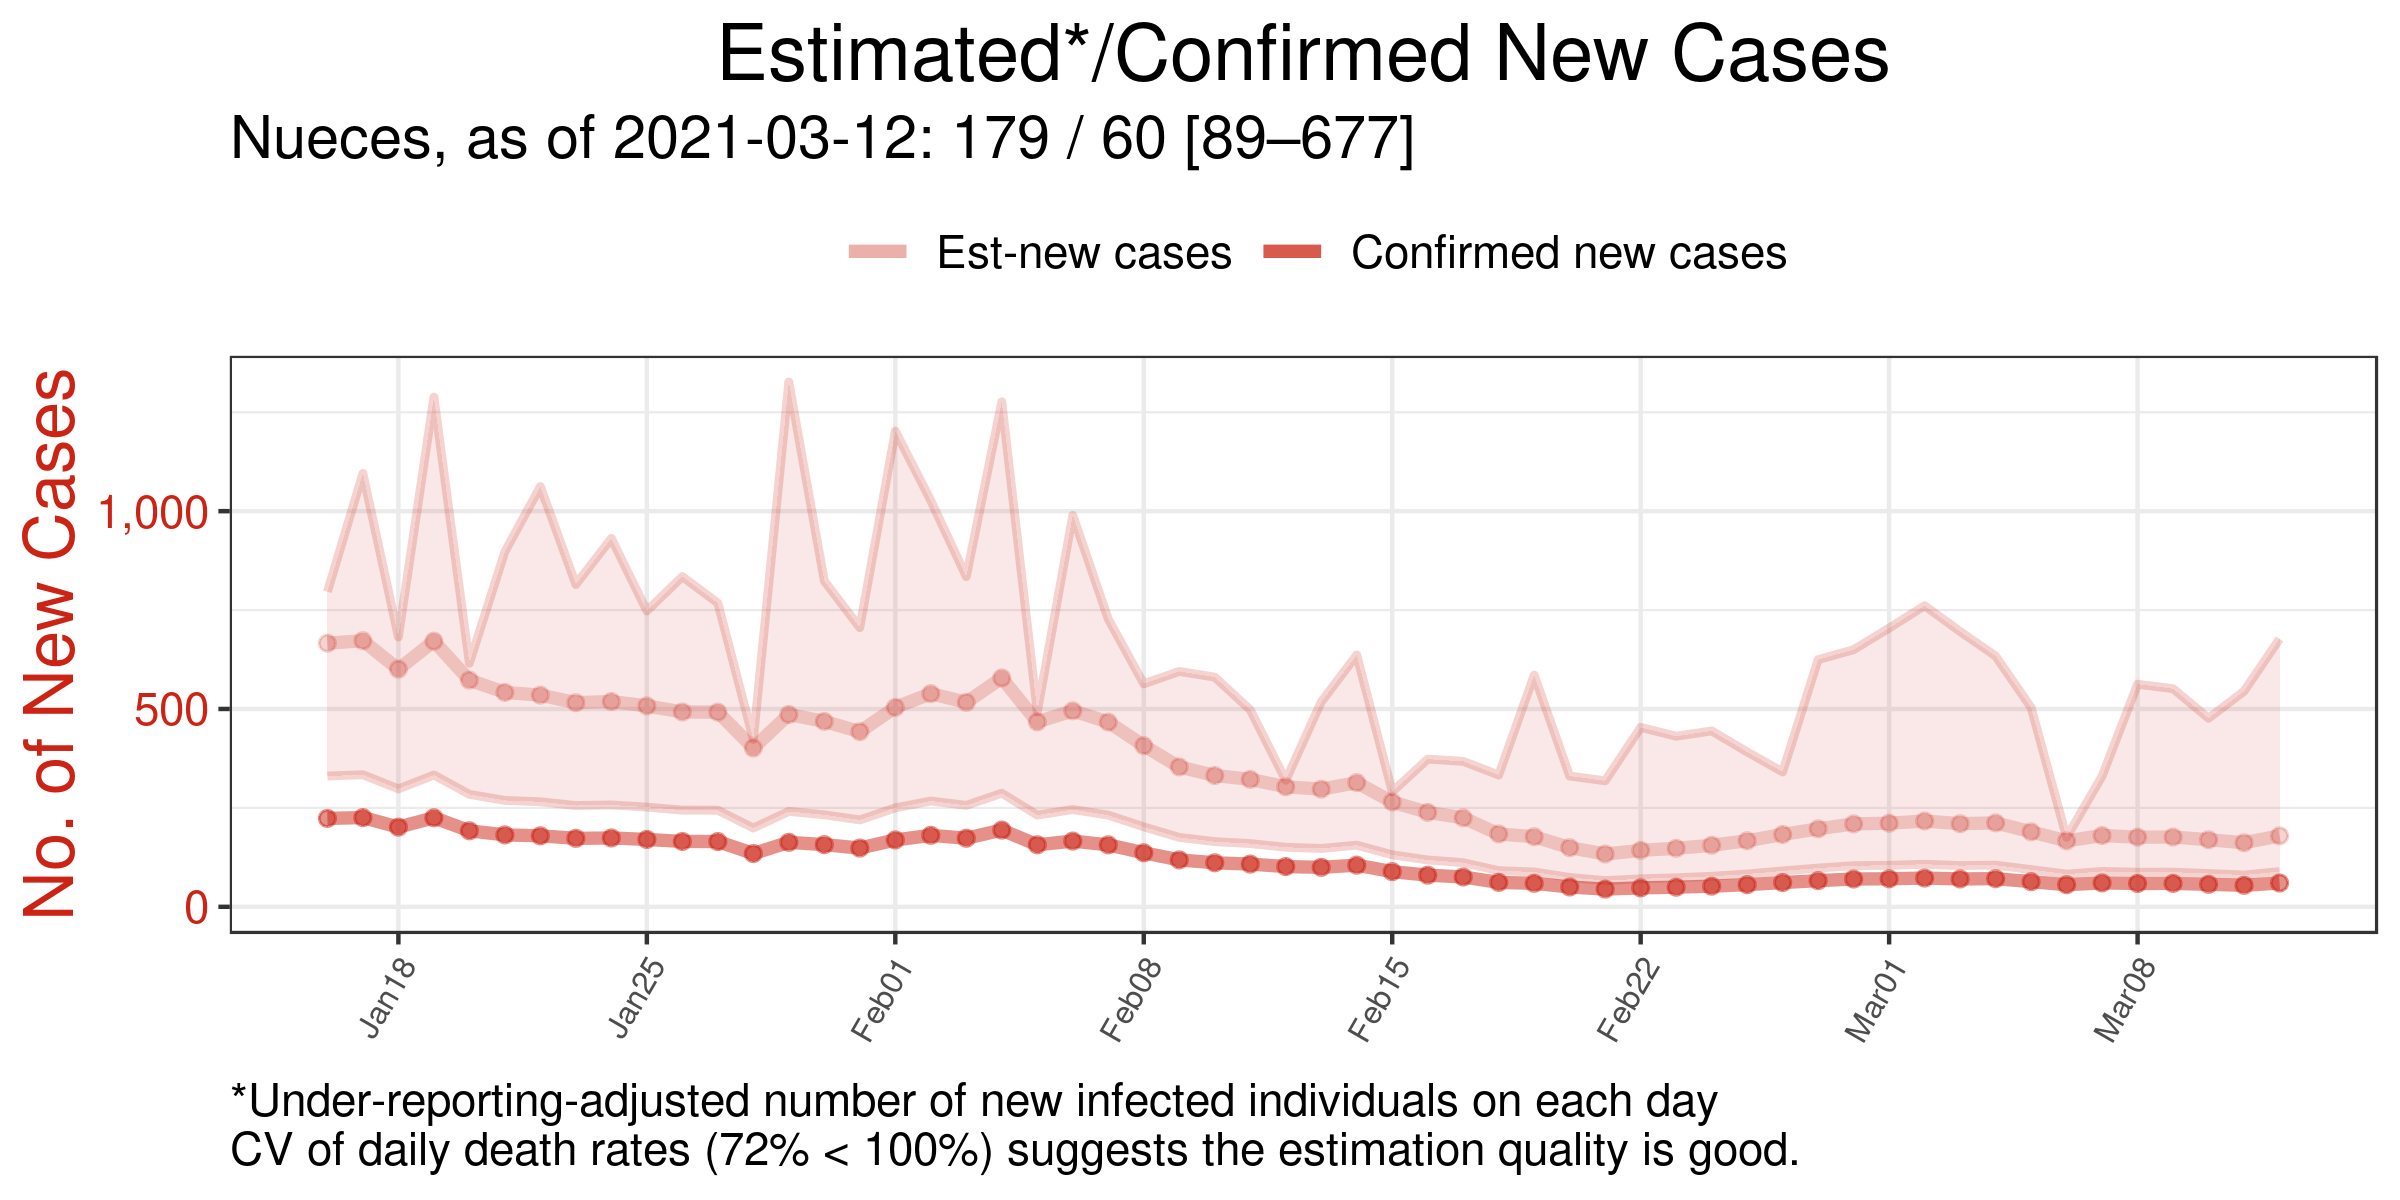 Estimated*/Confirmed New Cases
Nueces, as of 2021-03-12: 179 / 60 [89–677]
Est-new cases
Confirmed new cases
No. of New Cases
1,000
500
0
Jan18
Jan25
Feb01
Feb08
Feb15
Feb22
Mar01
Mar08
*Under-reporting-adjusted number of new infected individuals on each day
CV of daily death rates (72% < 100%) suggests the estimation quality is good.